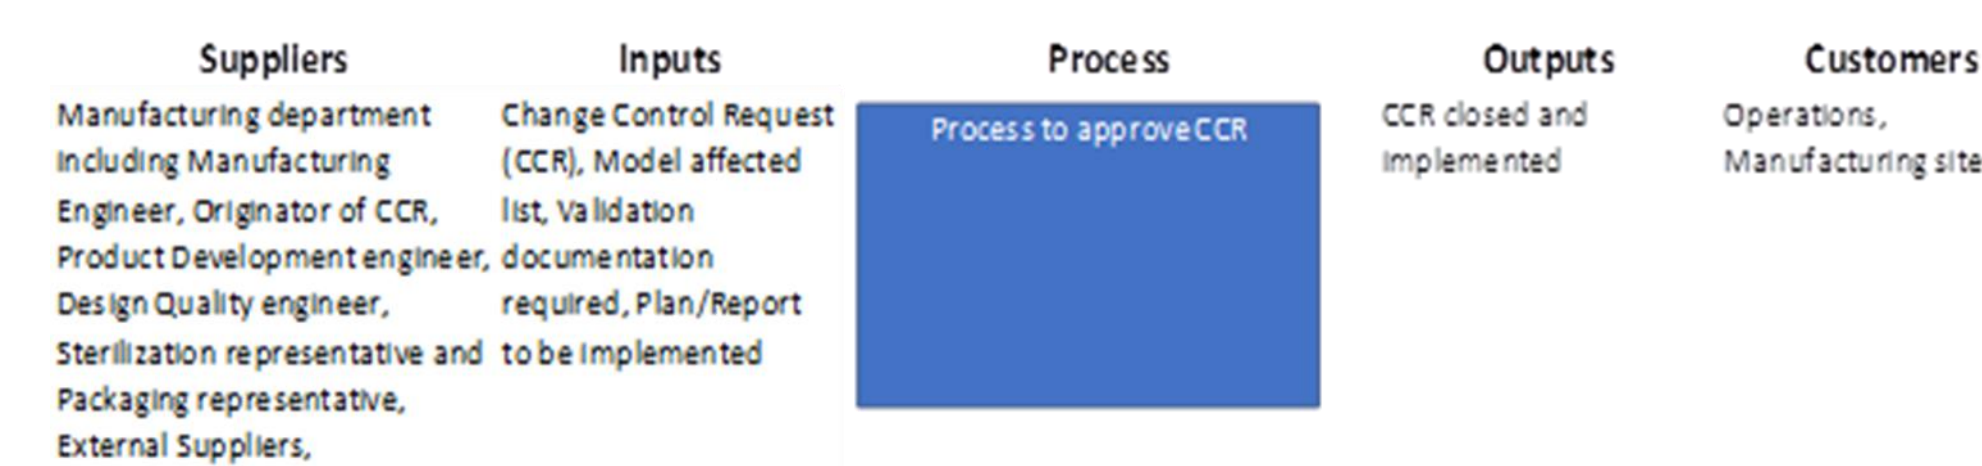 Suppliers
Manufacturing department
including Manufacturing
Engineer, Originator of CCR,
Product Development engineer,
Design Quality engineer,
Sterilization representative and
Packaging representative,
External Suppliers,
Inputs
Change Control Request
(CCR), Model affected
list, Validation
documentation
required, Plan/Report
to be implemented
Process
Process to approve CCR
Outputs
CCR closed and
implemented
Customers
Operations,
Manufacturing site